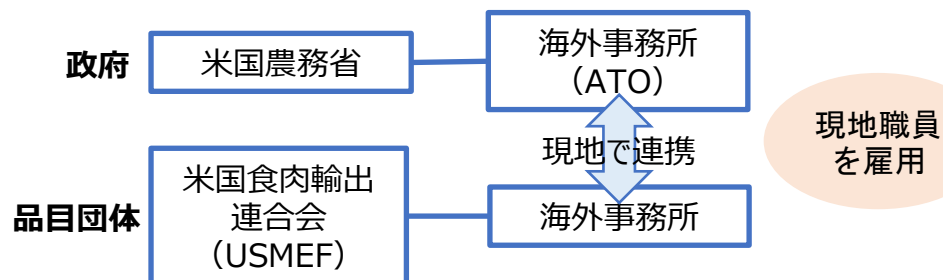 政府
米国農務省
海外事務所
（ATO）
現地で連携
現地職員
を雇用
品目団体
米国食肉輸出
連合会
（USMEF）
海外事務所